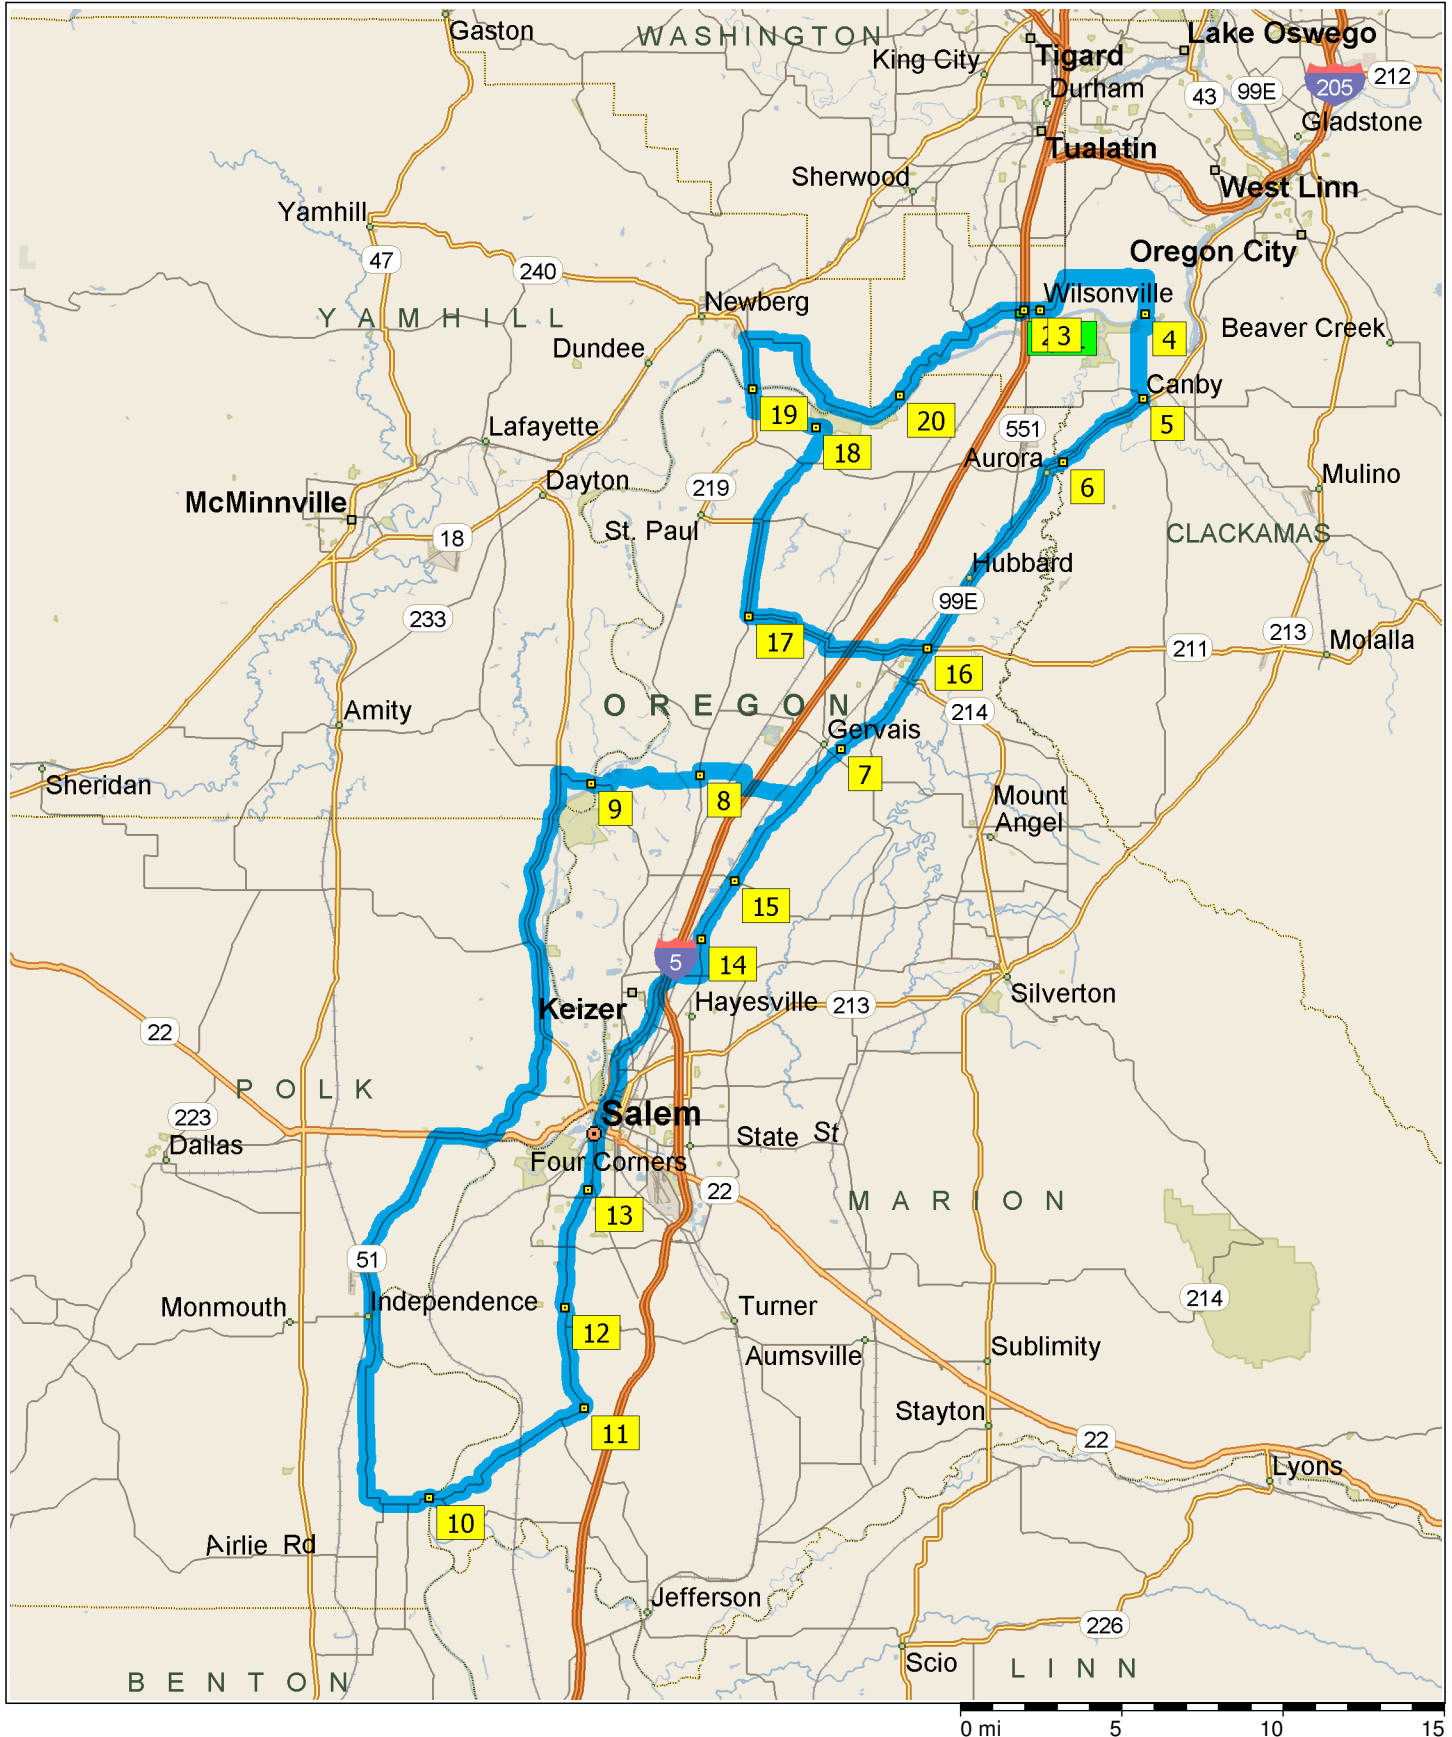 Gaston
WASHINGTON
Lake Oswego
King City
Tigard
212
205
Durham
43
99E
Gladstone
Tualatin
Sherwood
West Linn
Yamhill
Oregon City
47
240
Newberg
Wilsonville
YAMHILL
2
3
4
Beaver Creek
Dundee
Canby
19
20
5
Lafayette
18
551
Aurora
Dayton
219
6
Mulino
McMinnville
St. Paul
CLACKAMAS
18
Hubbard
99E
233
17
211
213
Molalla
16
OREGON
Amity
214
Gervais
7
Sheridan
9
8
Mount
Angel
15
5
14
Keizer
Hayesville
213
Silverton
22
POLK
Salem
223
Dallas
State St
Four Corners
22
MARION
13
51
Monmouth
Independence
214
Turner
12
Aumsville
Sublimity
Stayton
11
22
Lyons
10
Airlie Rd
Jefferson
226
Scio
LINN
BENTON
0 mi
5
10
15